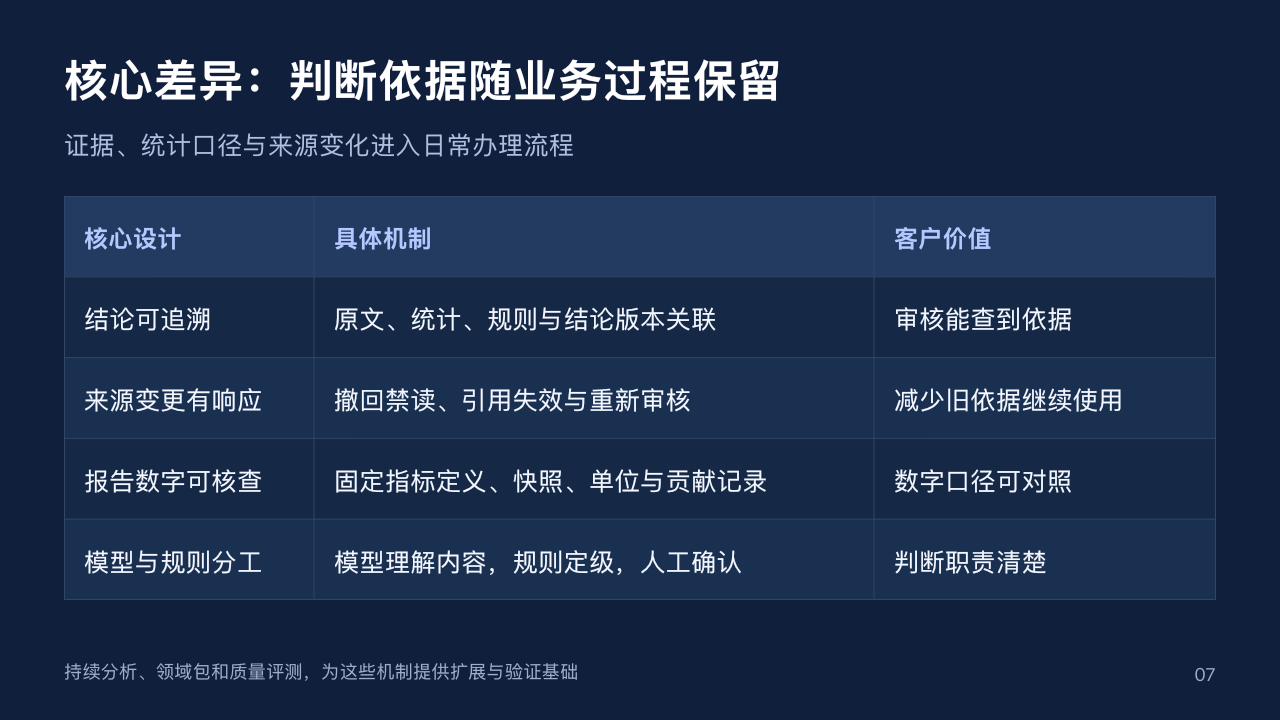 核心差异：判断依据随业务过程保留
证据、统计口径与来源变化进入日常办理流程
核心设计 具体机制 客户价值
结论可追溯 原文、统计、规则与结论版本关联 审核能查到依据
来源变更有响应 撤回禁读、引用失效与重新审核 减少旧依据继续使用
报告数字可核查 固定指标定义、快照、单位与贡献记录 数字口径可对照
模型与规则分工 模型理解内容，规则定级，人工确认 判断职责清楚
持续分析、领域包和质量评测，为这些机制提供扩展与验证基础
07